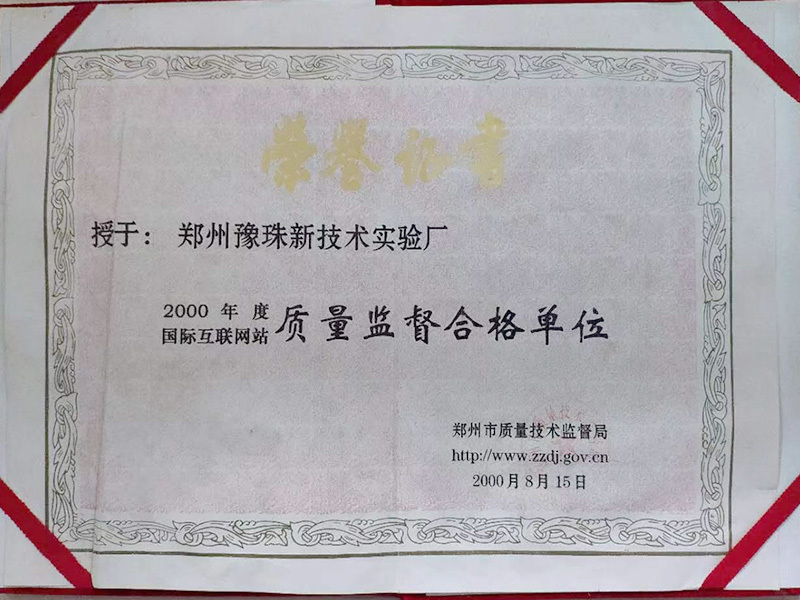 荣誉证书
授于：郑州豫珠新技术实验厂
2000 年 度
国际互联网站 质量监督合格单位
郑州市质量技术监督局
http://www.zzdj.gov.cn
2000月8月15日